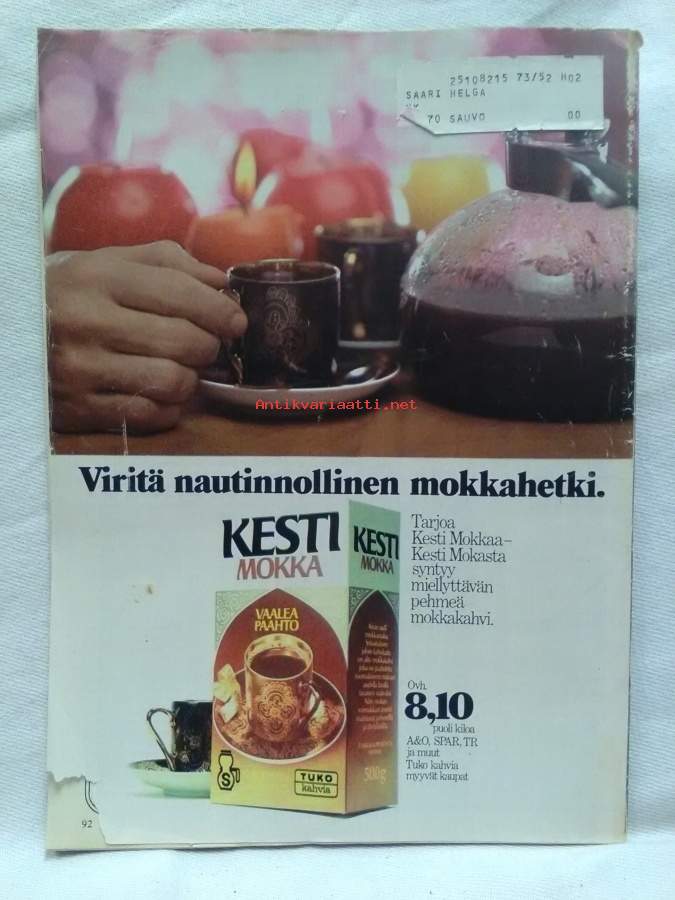 25108215 73/52 H02
SAARI HELGA
70 SAUVO 00
Antikvariaatti.net
Viritä nautinnollinen mokkahetki.
Tarjoa
Kesti Mokkaa–
Kesti Mokasta
syntyy
miellyttävän
pehmeä
mokkakahvi.
KESTI
MOKKA
VAALEA
PAAHTO
S
TUKO
kahvia
KESTI
MOKKA
500g
Ovh.
8,10
puoli kiloa
A&O, SPAR, TR
ja muut
Tuko kahvia
myyvät kaupat
92